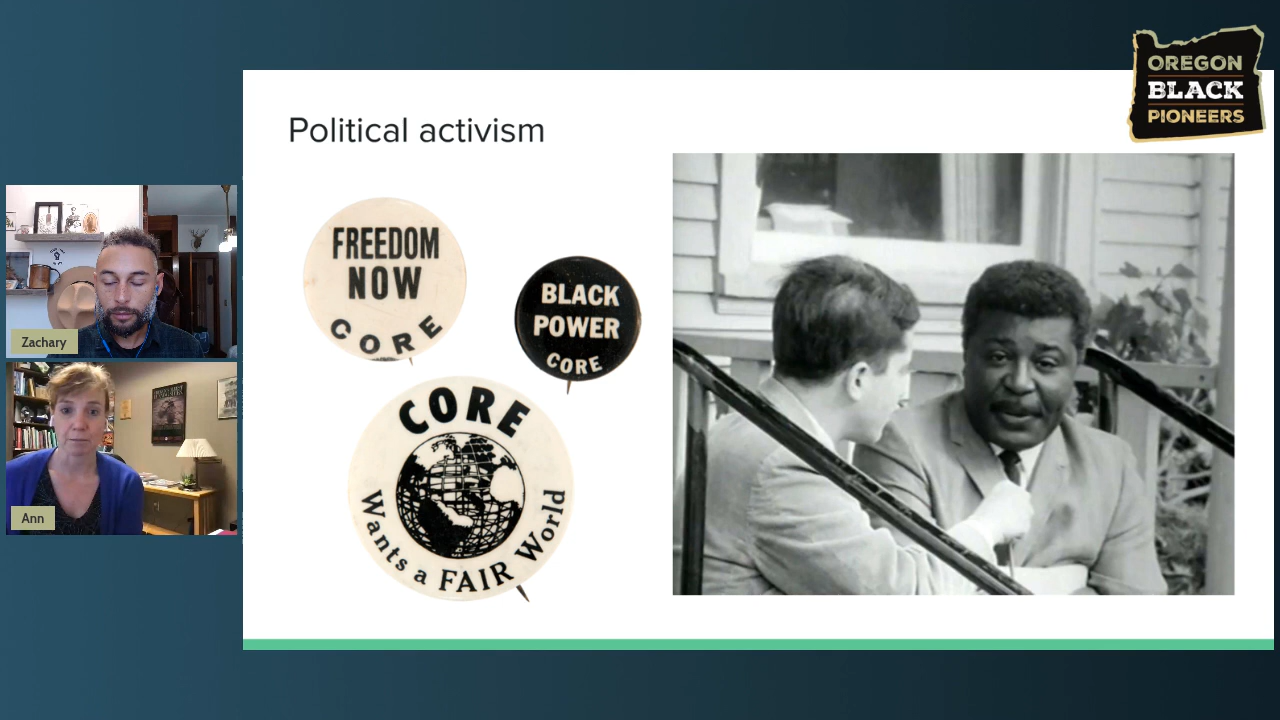 OREGON
BLACK
PIONEERS
Political activism
FREEDOM
NOW
CORE
BLACK
POWER
CORE
CORE
Wants a FAIR World
Zachary
Ann